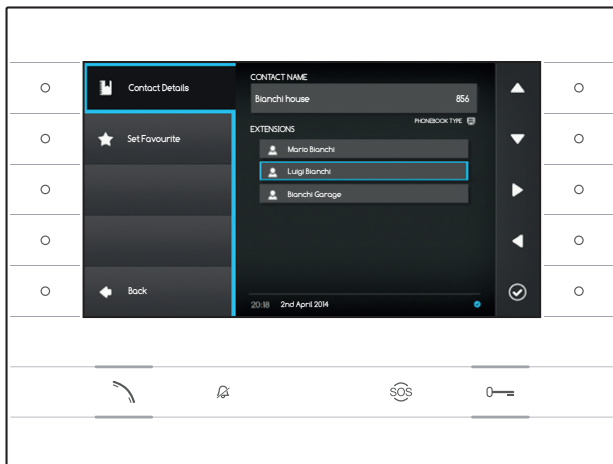 Contact Details
Set Favourite
Back
CONTACT NAME
Bianchi house 856
PHONEBOOK TYPE
EXTENSIONS
Mario Bianchi
Luigi Bianchi
Bianchi Garage
20:18 2nd April 2014
SOS